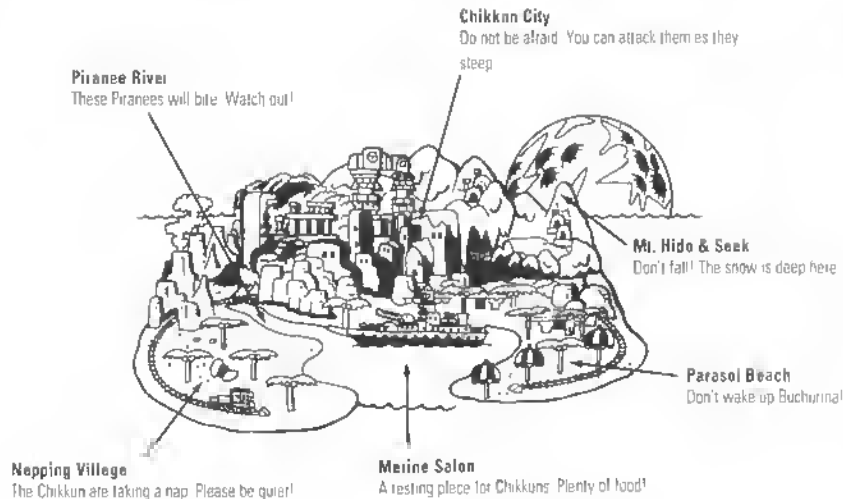 Chikkun City
Do not be afraid. You can attack them as they
sleep
Piranee River
These Piranees will bite. Watch out!
Mt. Hido & Seek
Don't fall! The snow is deep here
Parasol Beach
Don't wake up Buchurina!
Napping Village
The Chikkun are taking a nap. Please be quiet!
Marine Salon
A resting place for Chikkuns. Plenty of food!